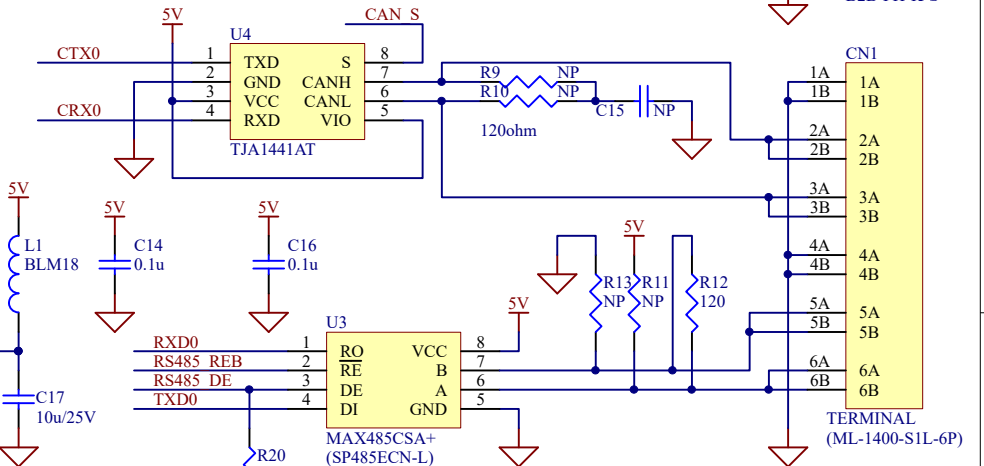 5V
CAN_S
U4
CTX0
1
TXD
S
8
2
GND
CANH
7
3
VCC
CANL
6
CRX0
4
RXD
VIO
5
TJA1441AT
R9
NP
R10
NP
C15
NP
120ohm
CN1
1A
1A
1B
1B
2A
2A
2B
2B
3A
3A
3B
3B
4A
4A
4B
4B
5A
5A
5B
5B
6A
6A
6B
6B
TERMINAL
(ML-1400-S1L-6P)
5V
L1
BLM18
5V
C14
0.1u
5V
C16
0.1u
5V
R13
NP
R11
NP
R12
120
5V
U3
RXD0
1
RO
VCC
8
RS485_REB
2
RE
B
7
RS485_DE
3
DE
A
6
TXD0
4
DI
GND
5
MAX485CSA+
(SP485ECN-L)
C17
10u/25V
R20